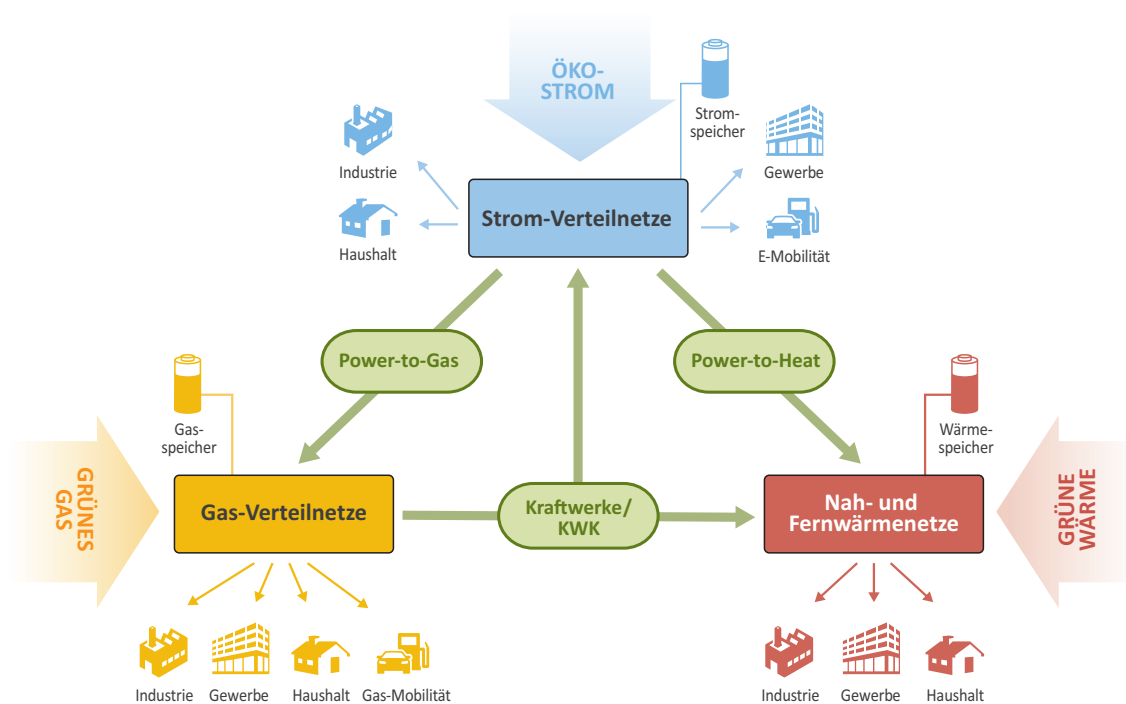 ÖKO-
STROM
Strom-
speicher
Industrie
Gewerbe
Strom-Verteilnetze
Haushalt
E-Mobilität
Power-to-Gas
Power-to-Heat
Gas-
speicher
Wärme-
speicher
GRÜNES
GAS
Gas-Verteilnetze
Kraftwerke/
KWK
Nah- und
Fernwärmenetze
GRÜNE
WÄRME
Industrie
Gewerbe
Haushalt
Gas-Mobilität
Industrie
Gewerbe
Haushalt